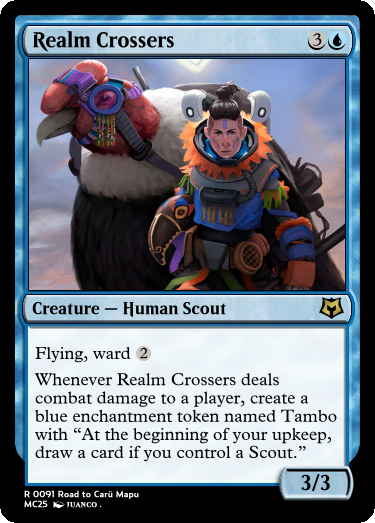 Realm Crossers 3
Creature — Human Scout
Flying, ward 2
Whenever Realm Crossers deals
combat damage to a player, create a
blue enchantment token named Tambo
with “At the beginning of your upkeep,
draw a card if you control a Scout.”
3/3
R 0091 Road to Carü Mapu
MC25 JUANCO .